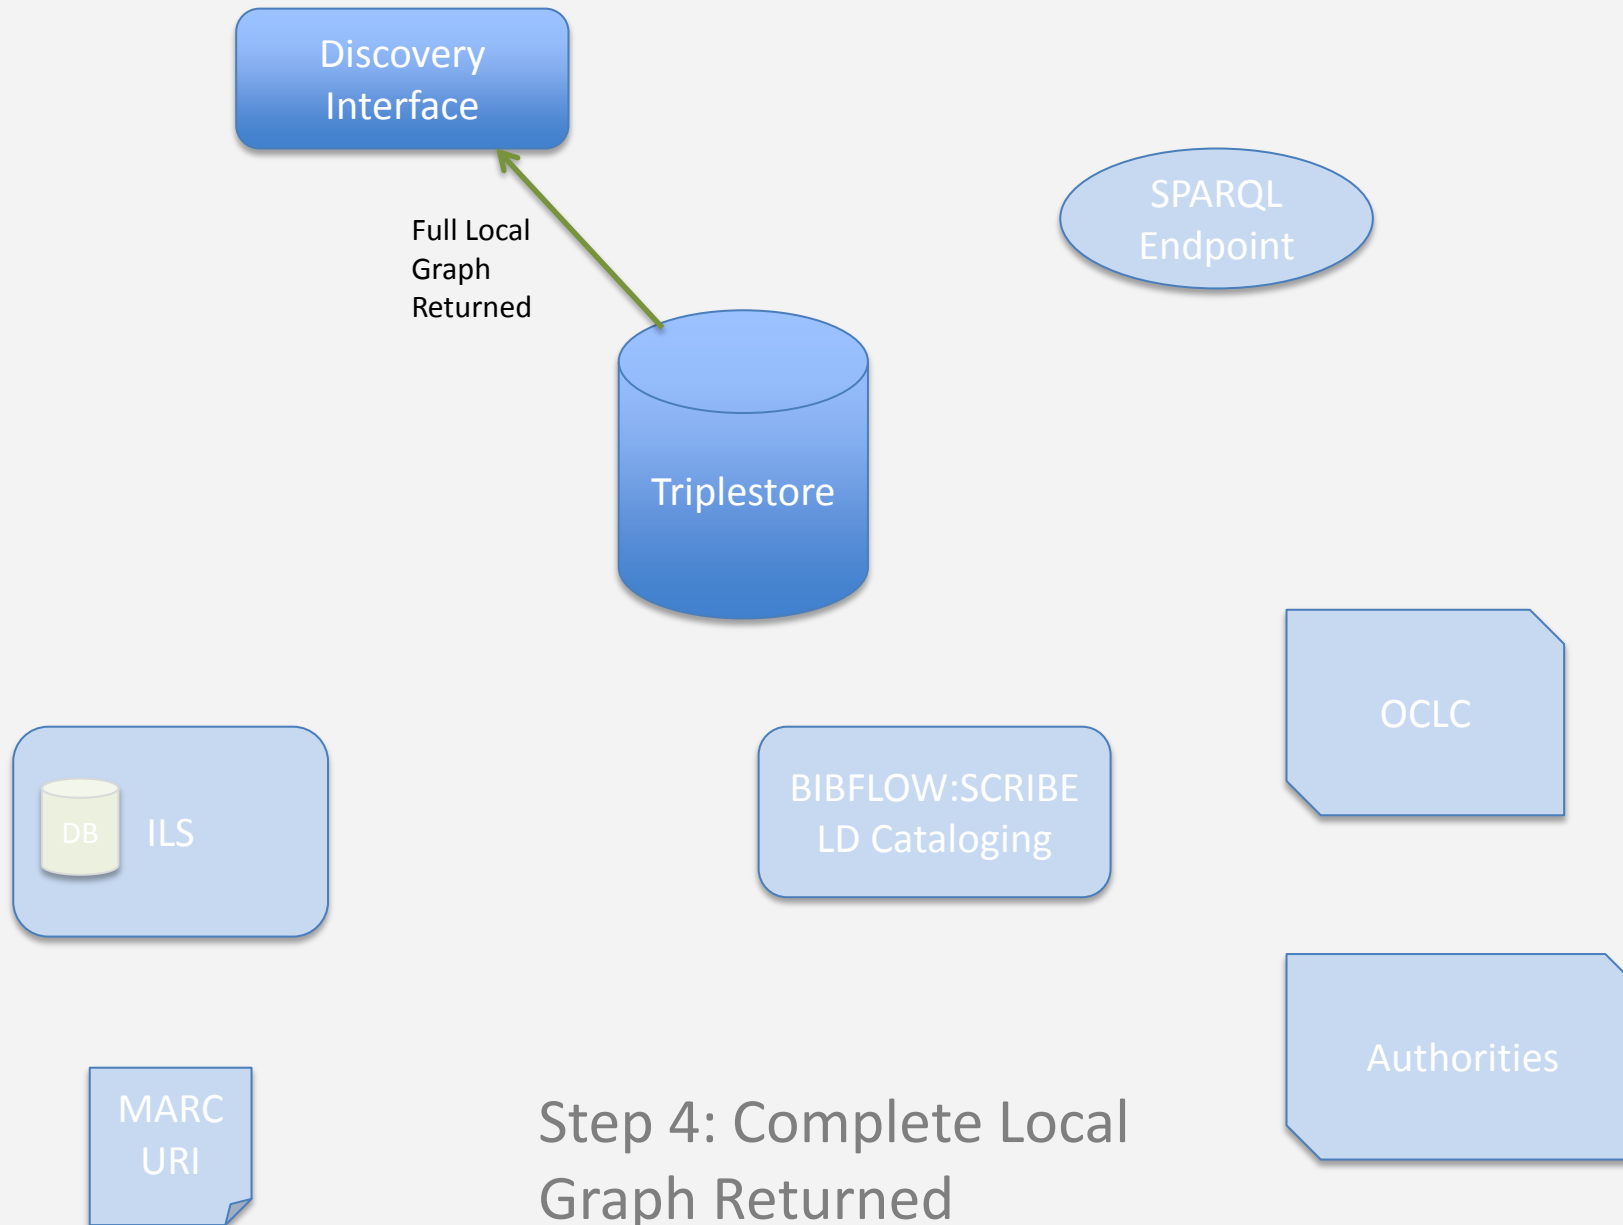 Discovery
Interface
SPARQL
Endpoint
Full Local
Graph
Returned
Triplestore
OCLC
BIBFLOW:SCRIBE
LD Cataloging
DB
ILS
Authorities
MARC
URI
Step 4: Complete Local
Graph Returned